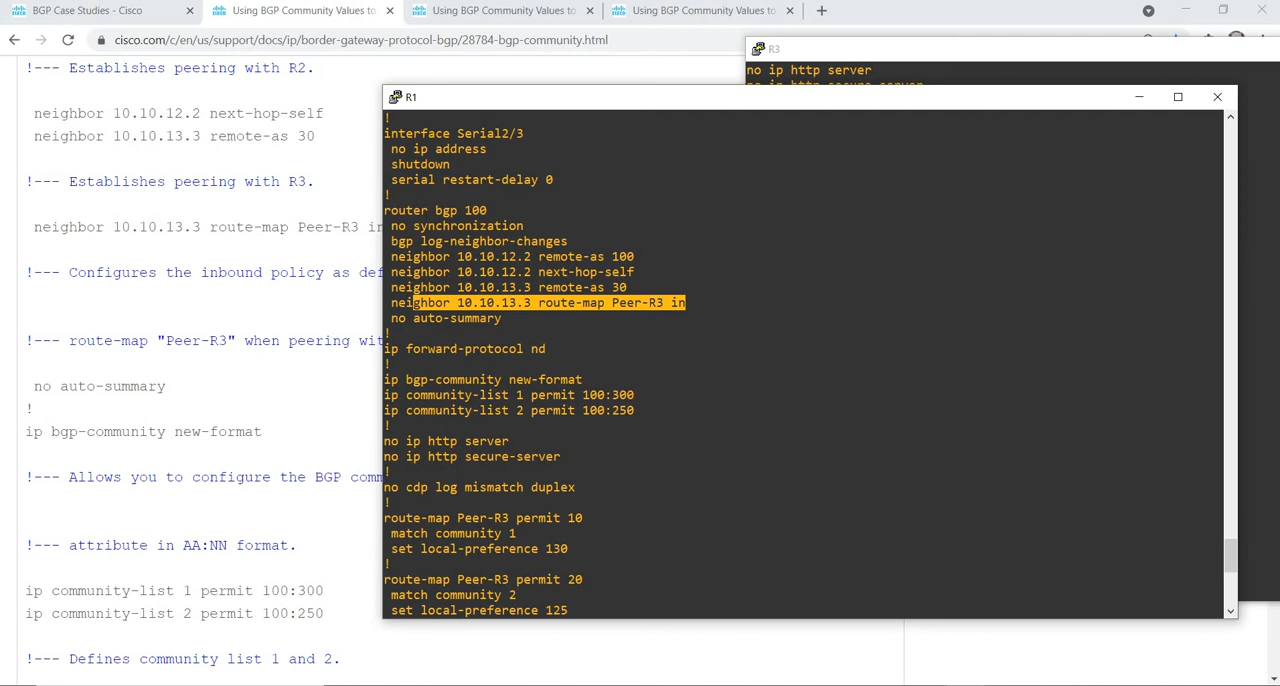 BGP Case Studies - Cisco
Using BGP Community Values to
Using BGP Community Values to
Using BGP Community Values to
cisco.com/c/en/us/support/docs/ip/border-gateway-protocol-bgp/28784-bgp-community.html
!--- Establishes peering with R2.
neighbor 10.10.12.2 next-hop-self
neighbor 10.10.13.3 remote-as 30
!--- Establishes peering with R3.
neighbor 10.10.13.3 route-map Peer-R3 in
!--- Configures the inbound policy as def
!--- route-map "Peer-R3" when peering wit
no auto-summary
!
ip bgp-community new-format
!--- Allows you to configure the BGP comm
!--- attribute in AA:NN format.
ip community-list 1 permit 100:300
ip community-list 2 permit 100:250
!--- Defines community list 1 and 2.
R3
no ip http server
no ip http secure-server
R1
!
interface Serial2/3
no ip address
shutdown
serial restart-delay 0
!
router bgp 100
no synchronization
bgp log-neighbor-changes
neighbor 10.10.12.2 remote-as 100
neighbor 10.10.12.2 next-hop-self
neighbor 10.10.13.3 remote-as 30
neighbor 10.10.13.3 route-map Peer-R3 in
no auto-summary
!
ip forward-protocol nd
!
ip bgp-community new-format
ip community-list 1 permit 100:300
ip community-list 2 permit 100:250
!
no ip http server
no ip http secure-server
!
no cdp log mismatch duplex
!
route-map Peer-R3 permit 10
match community 1
set local-preference 130
!
route-map Peer-R3 permit 20
match community 2
set local-preference 125